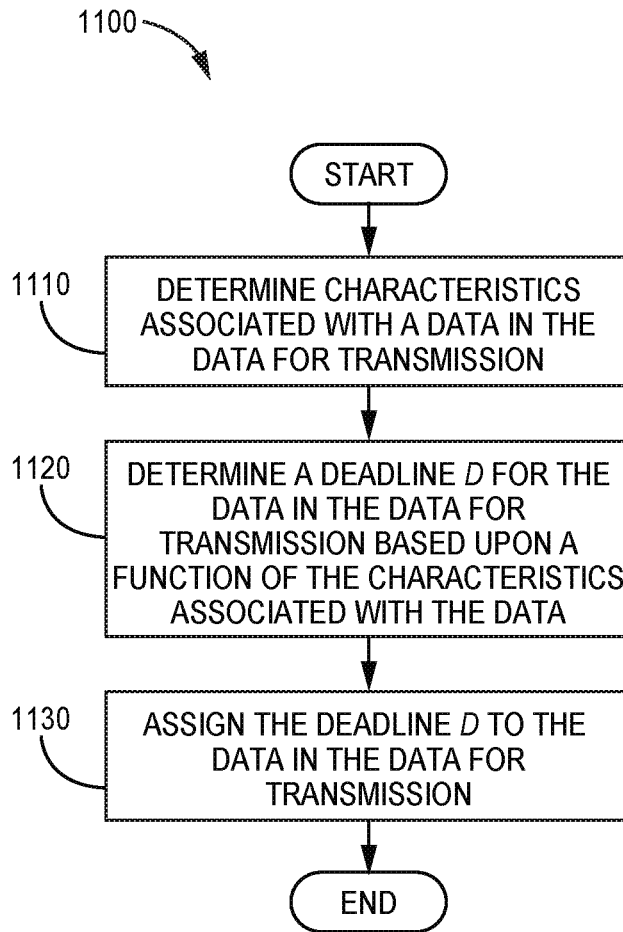 1100
START
1110
DETERMINE CHARACTERISTICS
ASSOCIATED WITH A DATA IN THE
DATA FOR TRANSMISSION
1120
DETERMINE A DEADLINE D FOR THE
DATA IN THE DATA FOR
TRANSMISSION BASED UPON A
FUNCTION OF THE CHARACTERISTICS
ASSOCIATED WITH THE DATA
1130
ASSIGN THE DEADLINE D TO THE
DATA IN THE DATA FOR
TRANSMISSION
END